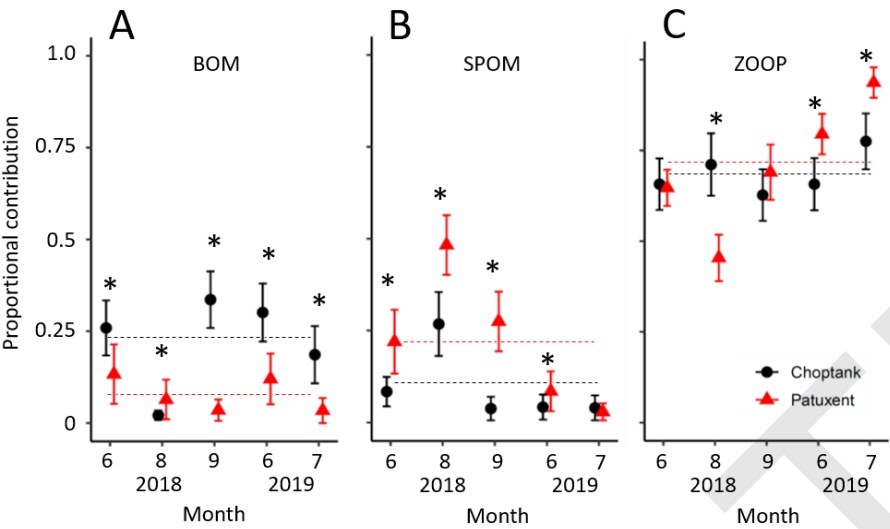 A
B
C
BOM
SPOM
ZOOP
1.0
0.75
0.5
0.25
0
Proportional contribution
* * * * *
* * * *
* * *
Choptank
Patuxent
6 8 9 6 7
2018 2019
Month
6 8 9 6 7
2018 2019
Month
6 8 9 6 7
2018 2019
Month